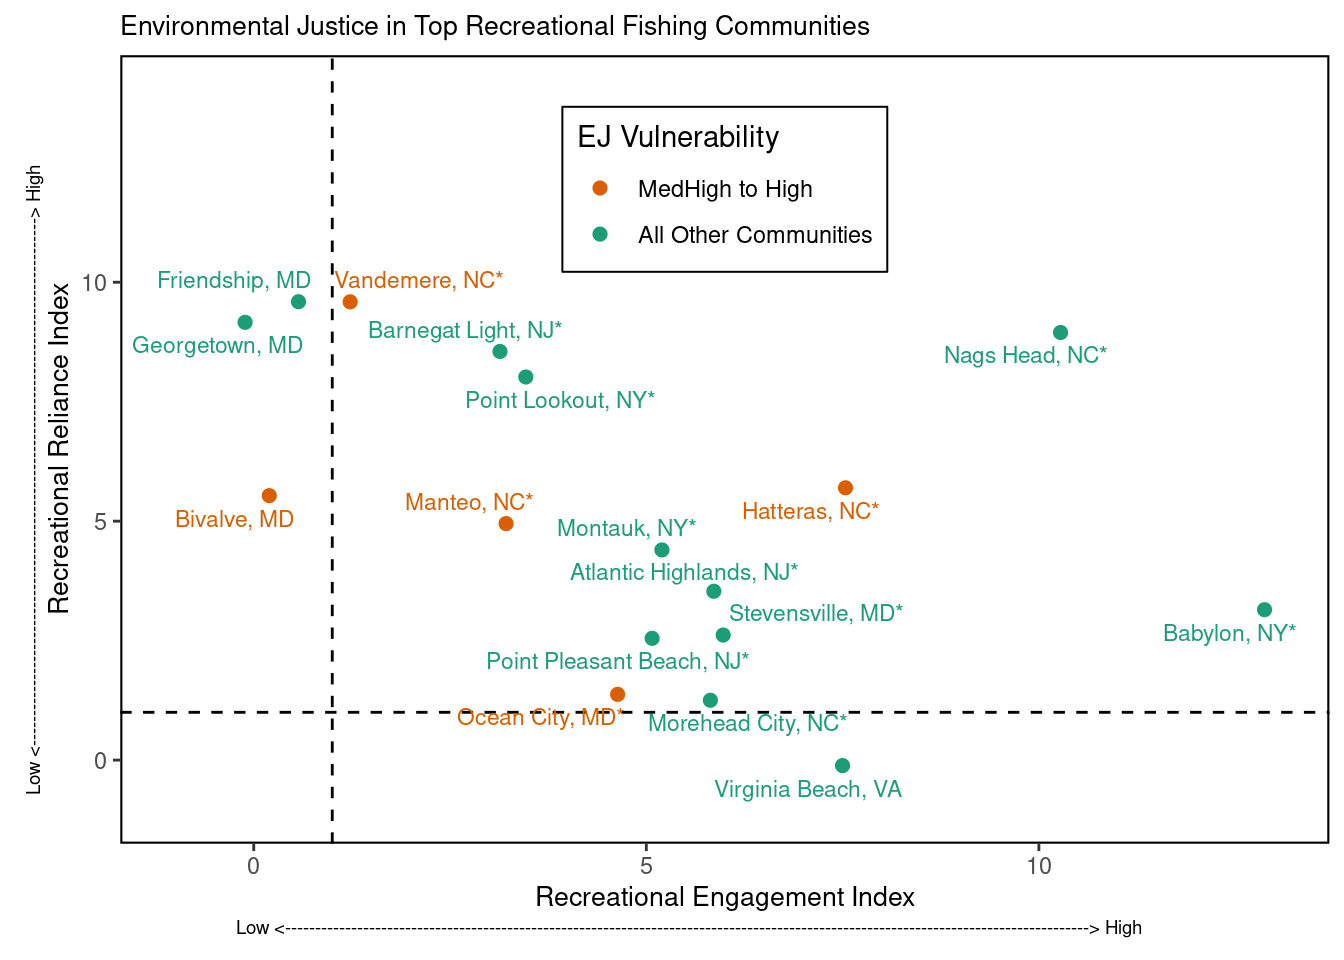 Environmental Justice in Top Recreational Fishing Communities
EJ Vulnerability
MedHigh to High
All Other Communities
Friendship, MD
Vandemere, NC*
Georgetown, MD
Barnegat Light, NJ*
Nags Head, NC*
Point Lookout, NY*
Bivalve, MD
Manteo, NC*
Hatteras, NC*
Montauk, NY*
Atlantic Highlands, NJ*
Stevensville, MD*
Babylon, NY*
Point Pleasant Beach, NJ*
Ocean City, MD*
Morehead City, NC*
Virginia Beach, VA
10
5
0
Recreational Reliance Index
Low <--------------------------------------------------------------------------------------> High
0
5
10
Recreational Engagement Index
Low <--------------------------------------------------------------------------------------------------------------------------------------> High